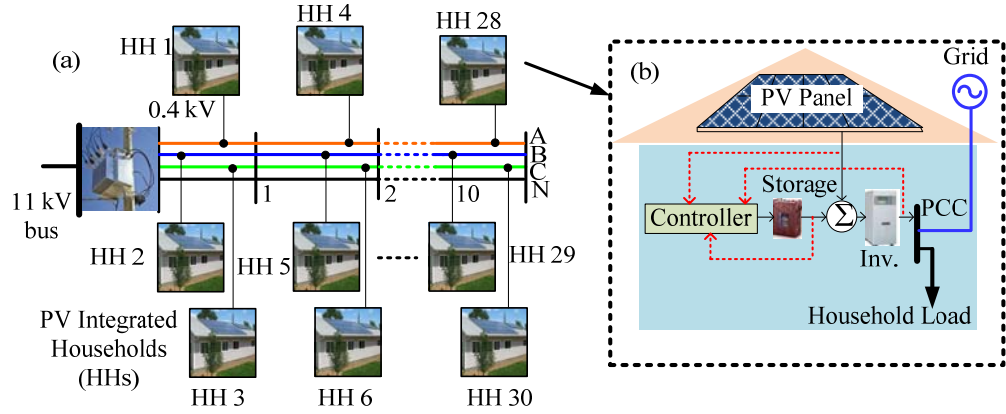 (a)
HH 1
HH 4
HH 28
0.4 kV
A
B
C
N
1
2
10
11 kV
bus
HH 2
HH 5
HH 29
PV Integrated
Households
(HHs)
HH 3
HH 6
HH 30
(b)
Grid
PV Panel
Storage
Controller
Σ
PCC
Inv.
Household Load